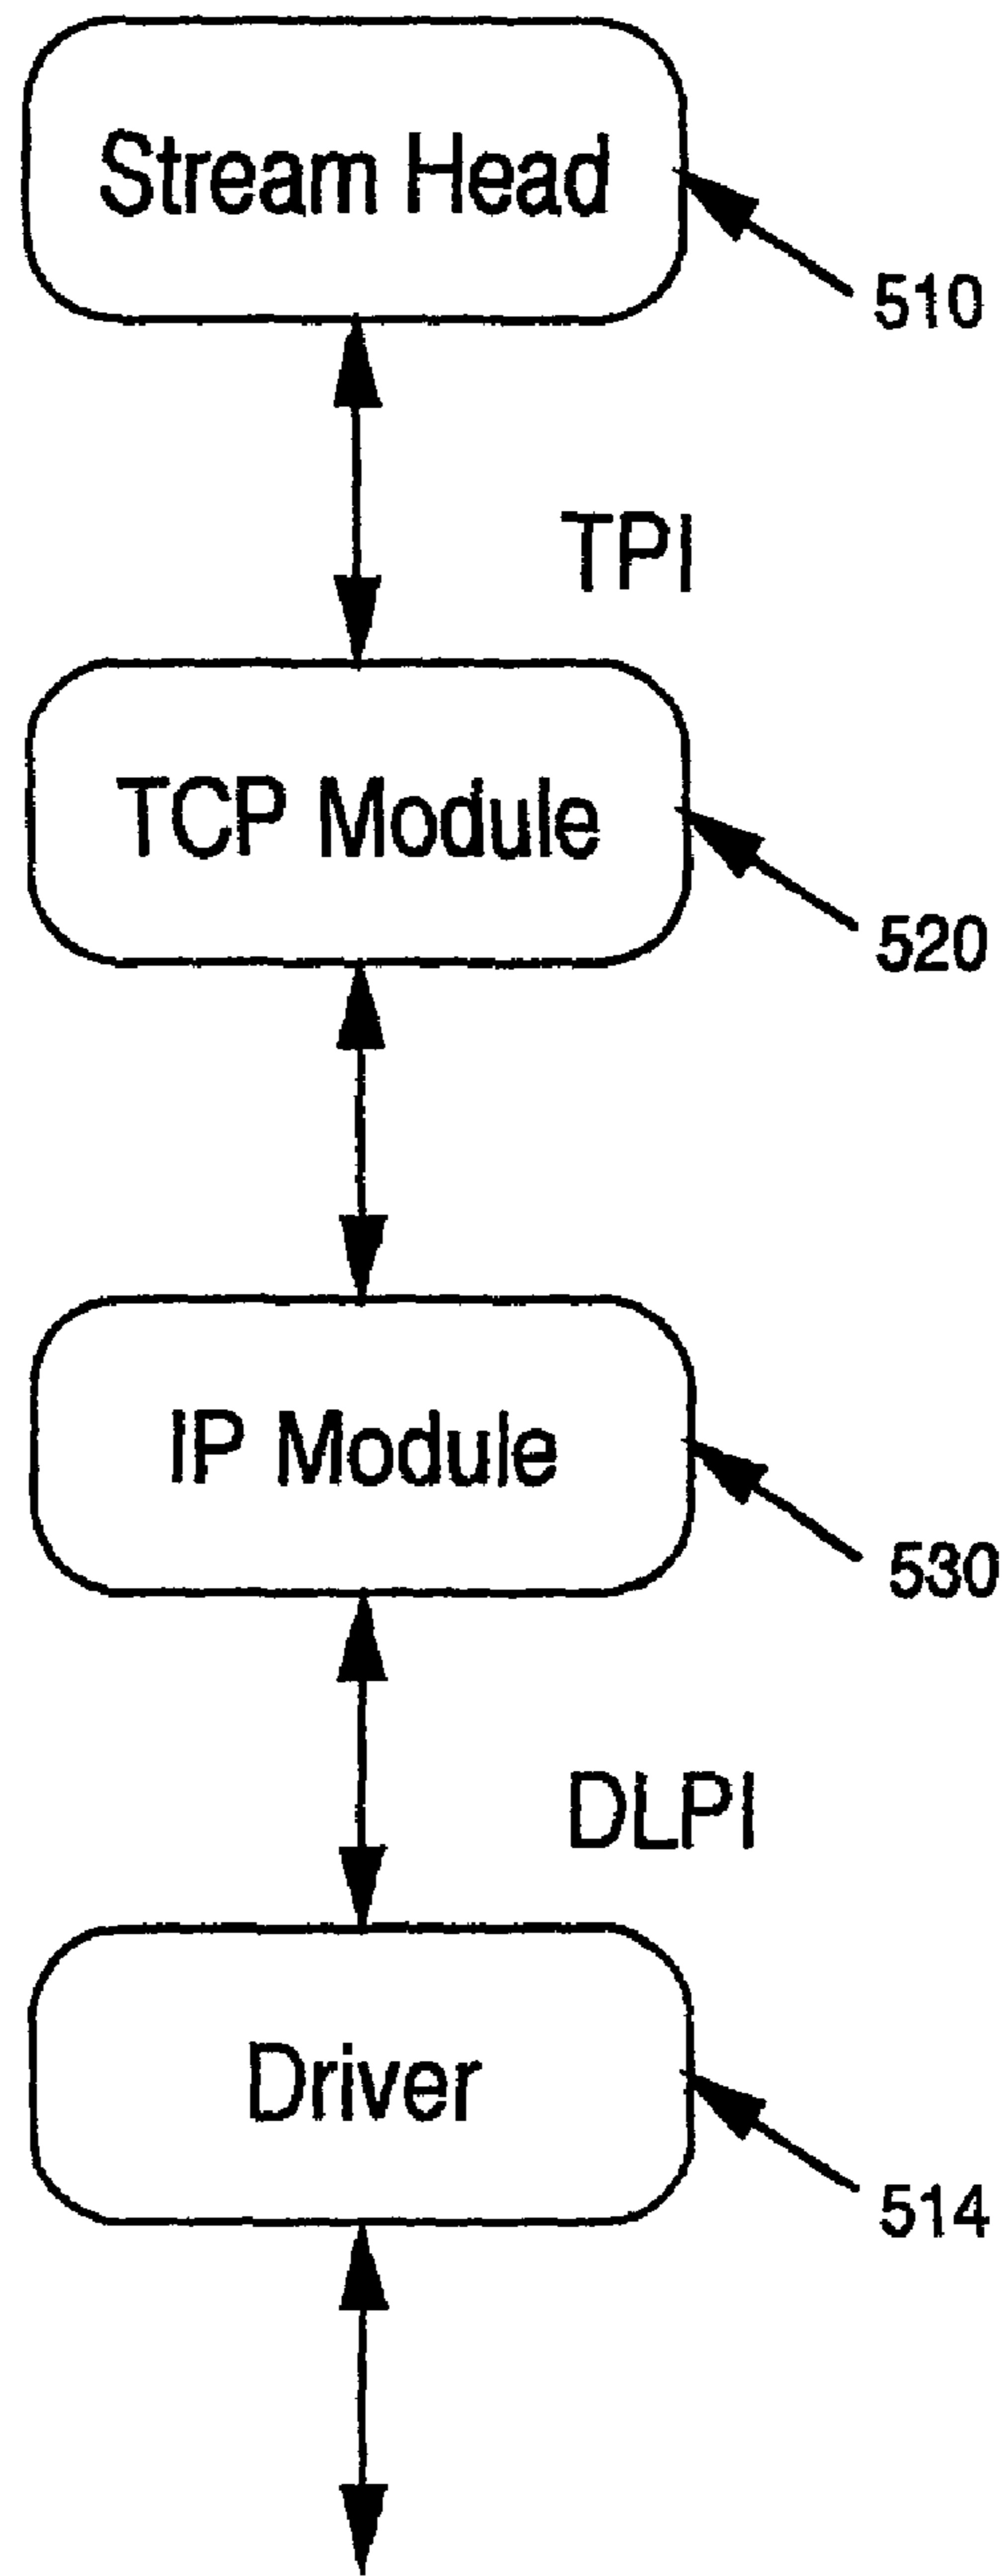 Stream Head
510
TPI
TCP Module
520
IP Module
530
DLPI
Driver
514